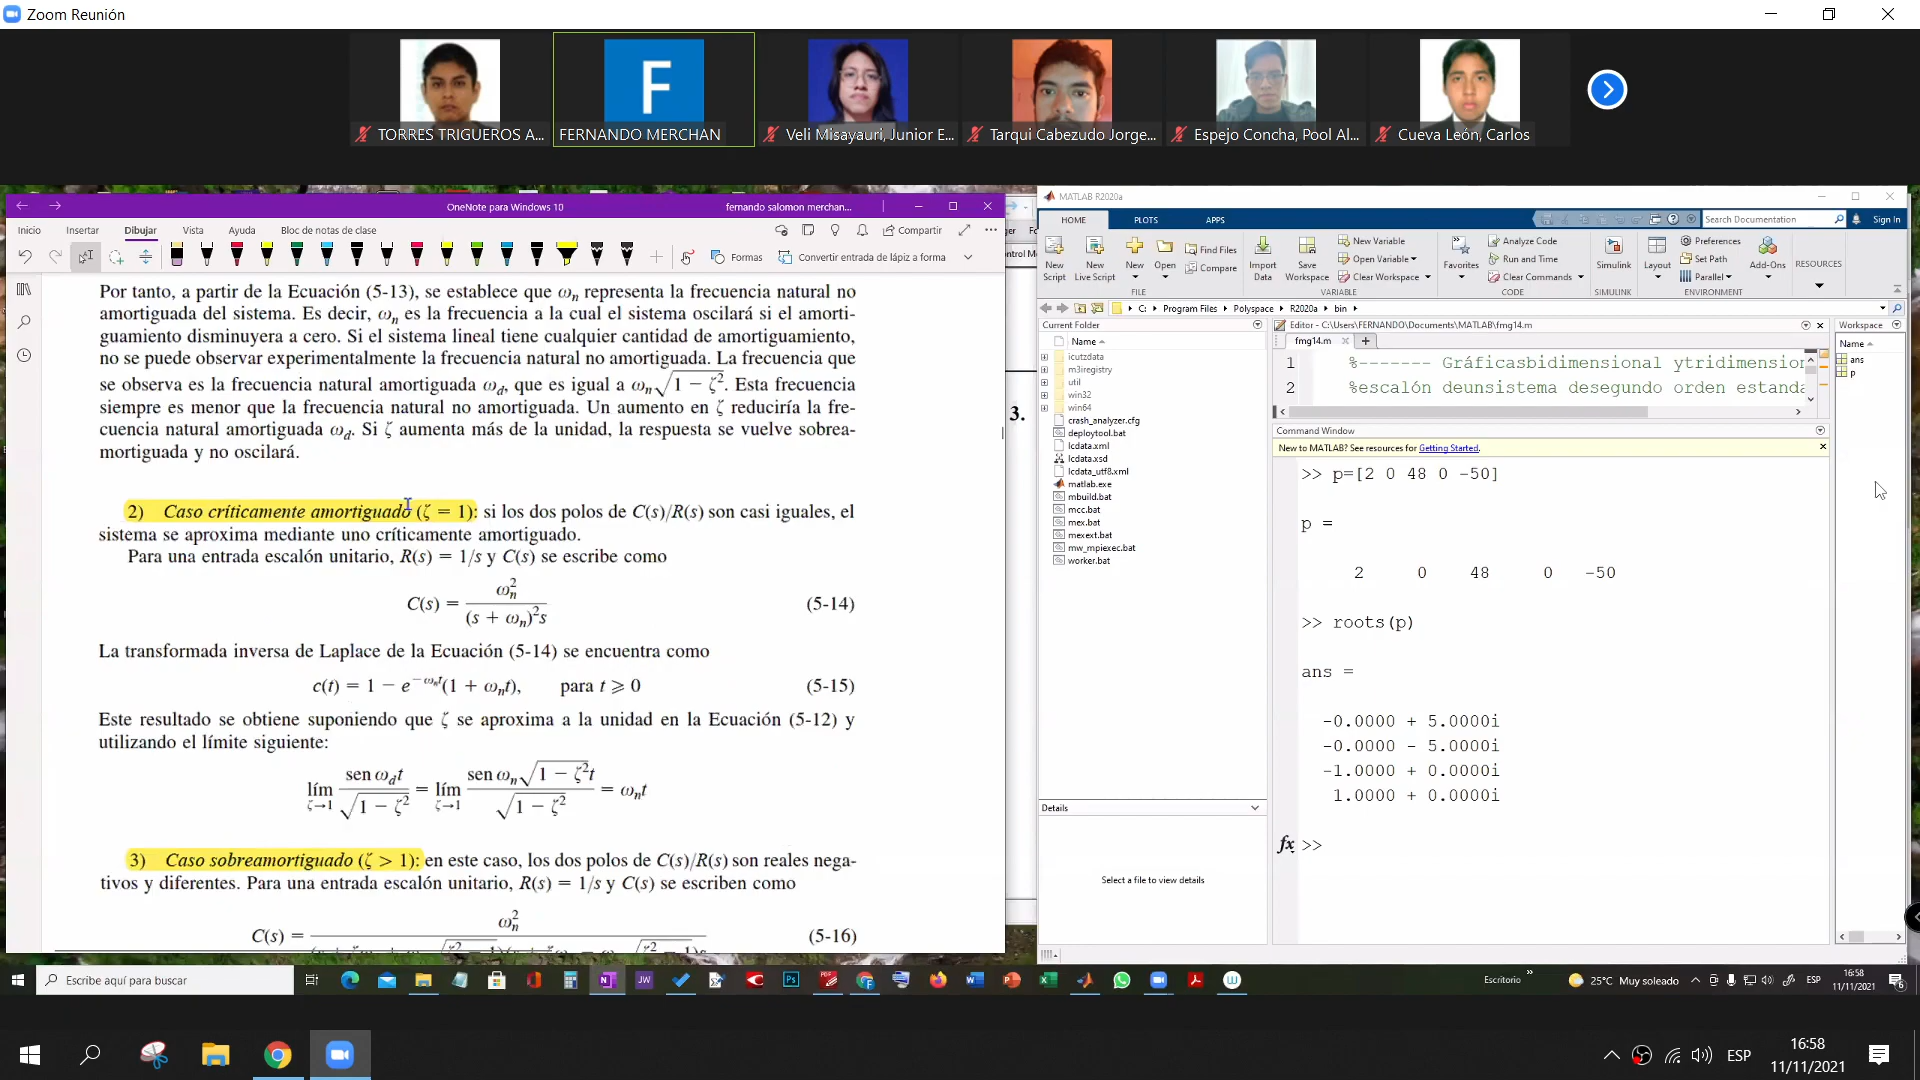 Zoom Reunión
TORRES TRIGUEROS A...
FERNANDO MERCHAN
Veli Misayauri, Junior E...
Tarqui Cabezudo Jorge...
Espejo Concha, Pool Al...
Cueva León, Carlos
F
OneNote para Windows 10
fernando salomon merchan...
Inicio Insertar Dibujar Vista Ayuda Bloc de notas de clase Compartir
Formas Convertir entrada de lápiz a forma
Por tanto, a partir de la Ecuación (5-13), se establece que ωn representa la frecuencia natural no
amortiguada del sistema. Es decir, ωn es la frecuencia a la cual el sistema oscilará si el amorti-
guamiento disminuyera a cero. Si el sistema lineal tiene cualquier cantidad de amortiguamiento,
no se puede observar experimentalmente la frecuencia natural no amortiguada. La frecuencia que
se observa es la frecuencia natural amortiguada ωd, que es igual a ωn√1 − ζ². Esta frecuencia
siempre es menor que la frecuencia natural no amortiguada. Un aumento en ζ reduciría la fre-
cuencia natural amortiguada ωd. Si ζ aumenta más de la unidad, la respuesta se vuelve sobrea-
mortiguada y no oscilará.
2) Caso críticamente amortiguado (ζ = 1): si los dos polos de C(s)/R(s) son casi iguales, el
sistema se aproxima mediante uno críticamente amortiguado.
Para una entrada escalón unitario, R(s) = 1/s y C(s) se escribe como
C(s) = ωn² / (s + ωn)²s (5-14)
La transformada inversa de Laplace de la Ecuación (5-14) se encuentra como
c(t) = 1 − e^−ωnt(1 + ωnt), para t ⩾ 0 (5-15)
Este resultado se obtiene suponiendo que ζ se aproxima a la unidad en la Ecuación (5-12) y
utilizando el límite siguiente:
lím ζ→1 sen ωdt / √1 − ζ² = lím ζ→1 sen ωn√1 − ζ²t / √1 − ζ² = ωnt
3) Caso sobreamortiguado (ζ > 1): en este caso, los dos polos de C(s)/R(s) son reales nega-
tivos y diferentes. Para una entrada escalón unitario, R(s) = 1/s y C(s) se escriben como
C(s) = ωn² (5-16)
3.
MATLAB R2020a
HOME PLOTS APPS Search Documentation Sign In
New Script
New Live Script
New
Open
Find Files
Compare
Import Data
Save Workspace
New Variable
Open Variable
Clear Workspace
Favorites
Analyze Code
Run and Time
Clear Commands
Simulink
Layout
Preferences
Set Path
Parallel
Add-Ons
RESOURCES
FILE VARIABLE CODE SIMULINK ENVIRONMENT
C: Program Files Polyspace R2020a bin
Current Folder
Name
icutzdata
m3iregistry
util
win32
win64
crash_analyzer.cfg
deploytool.bat
lcdata.xml
lcdata.xsd
lcdata_utf8.xml
matlab.exe
mbuild.bat
mcc.bat
mex.bat
mexext.bat
mw_mpiexec.bat
worker.bat
Details
Select a file to view details
Editor - C:\Users\FERNANDO\Documents\MATLAB\fmg14.m
fmg14.m
1 %------- Gráficasbidimensional ytridimension
2 %escalón deunsistema desegundo orden estanda
Command Window
New to MATLAB? See resources for Getting Started.
>> p=[2 0 48 0 -50]
p =
2 0 48 0 -50
>> roots(p)
ans =
-0.0000 + 5.0000i
-0.0000 - 5.0000i
-1.0000 + 0.0000i
1.0000 + 0.0000i
fx >>
Workspace
Name
ans
p
Escribe aquí para buscar
Escritorio
25°C Muy soleado
ESP
16:58
11/11/2021
ESP
16:58
11/11/2021